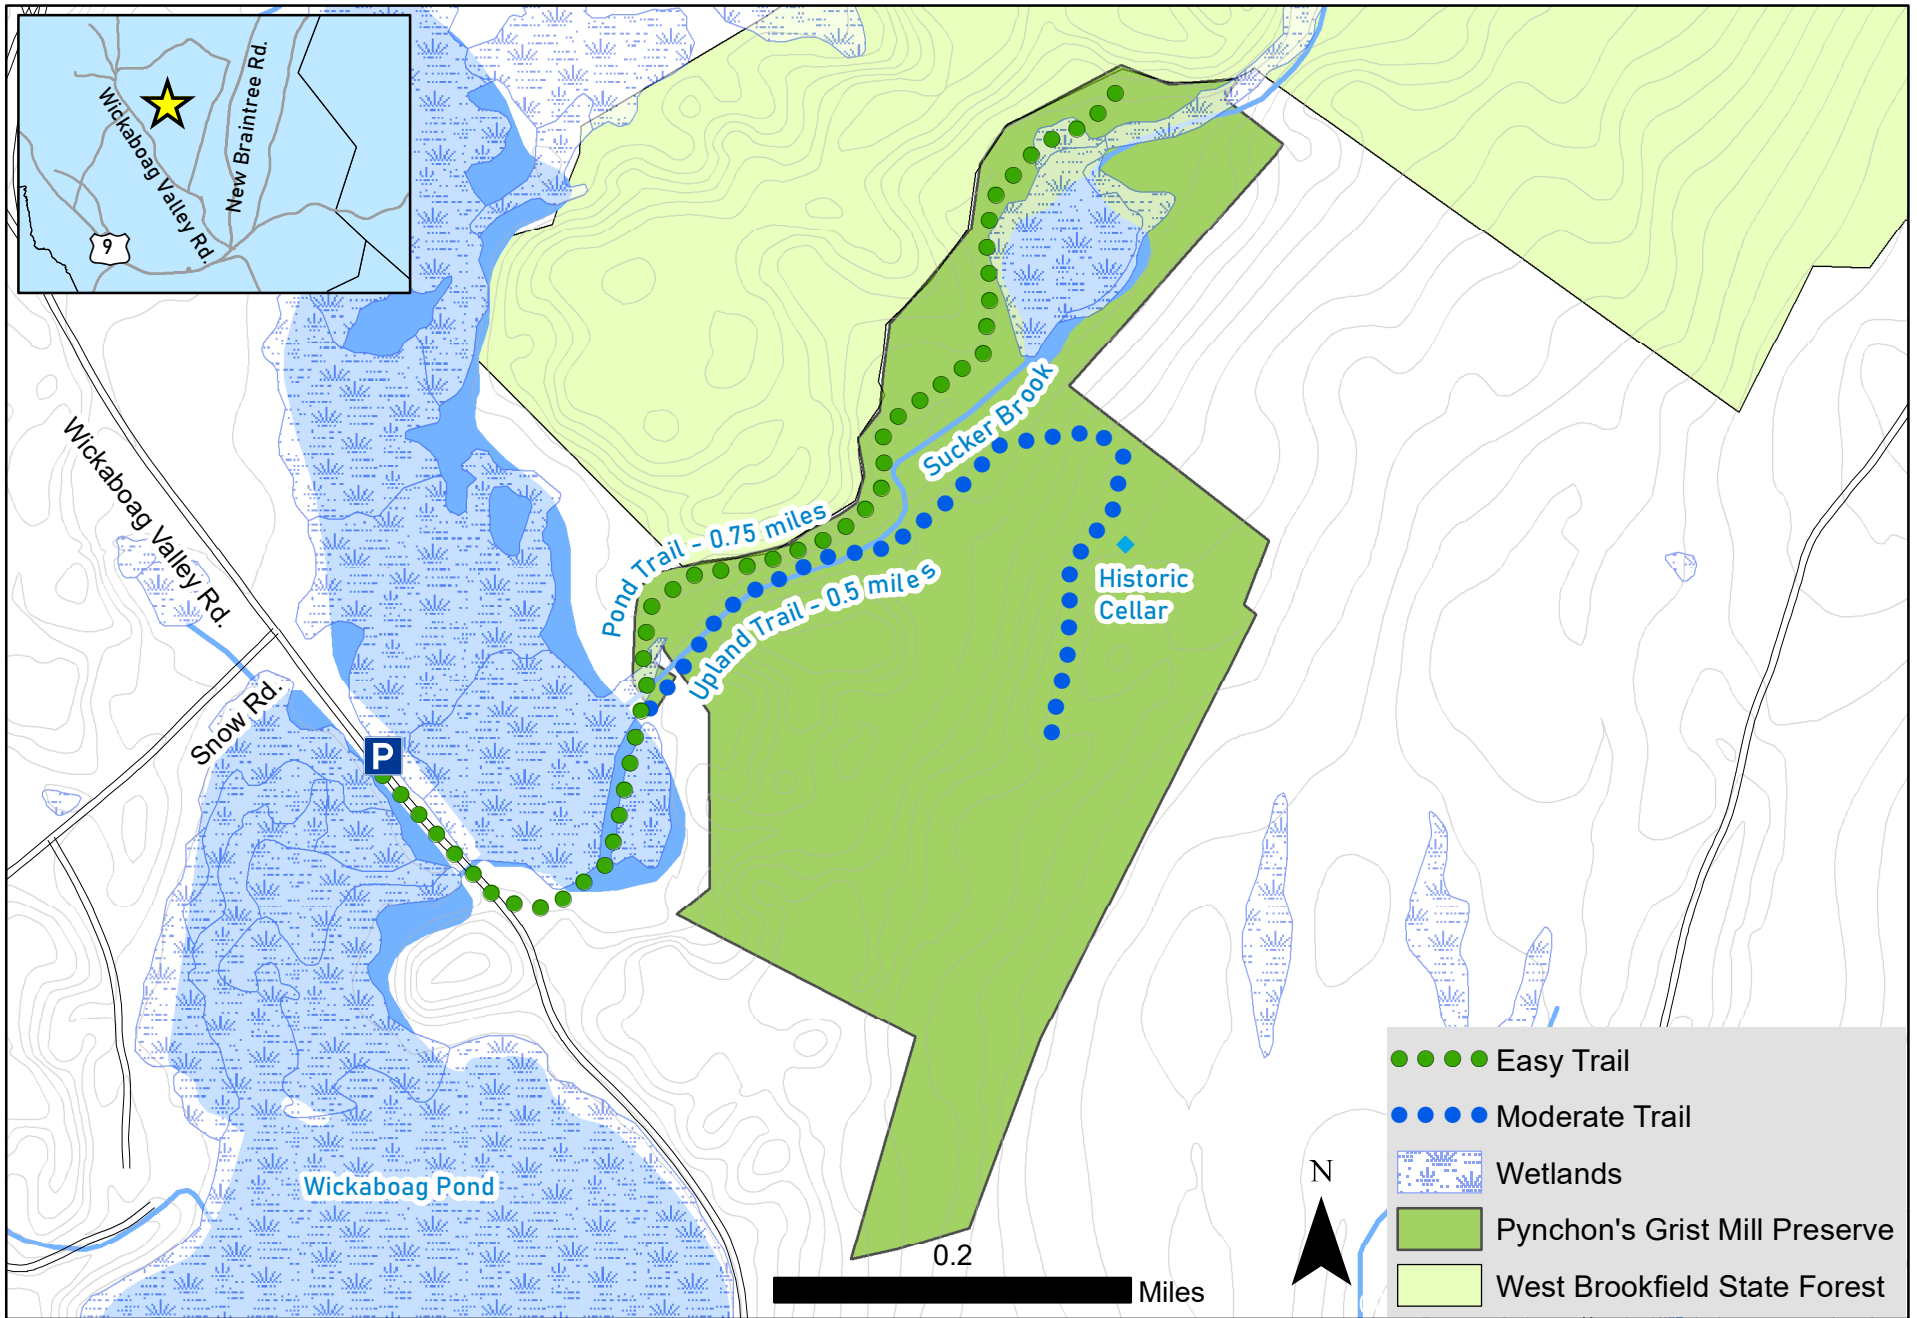 Wickaboag Valley Rd.
New Braintree Rd.
9
Wickaboag Valley Rd.
Snow Rd.
P
Pond Trail - 0.75 miles
Upland Trail - 0.5 miles
Sucker Brook
Historic
Cellar
Wickaboag Pond
0.2
Miles
N
Easy Trail
Moderate Trail
Wetlands
Pynchon's Grist Mill Preserve
West Brookfield State Forest